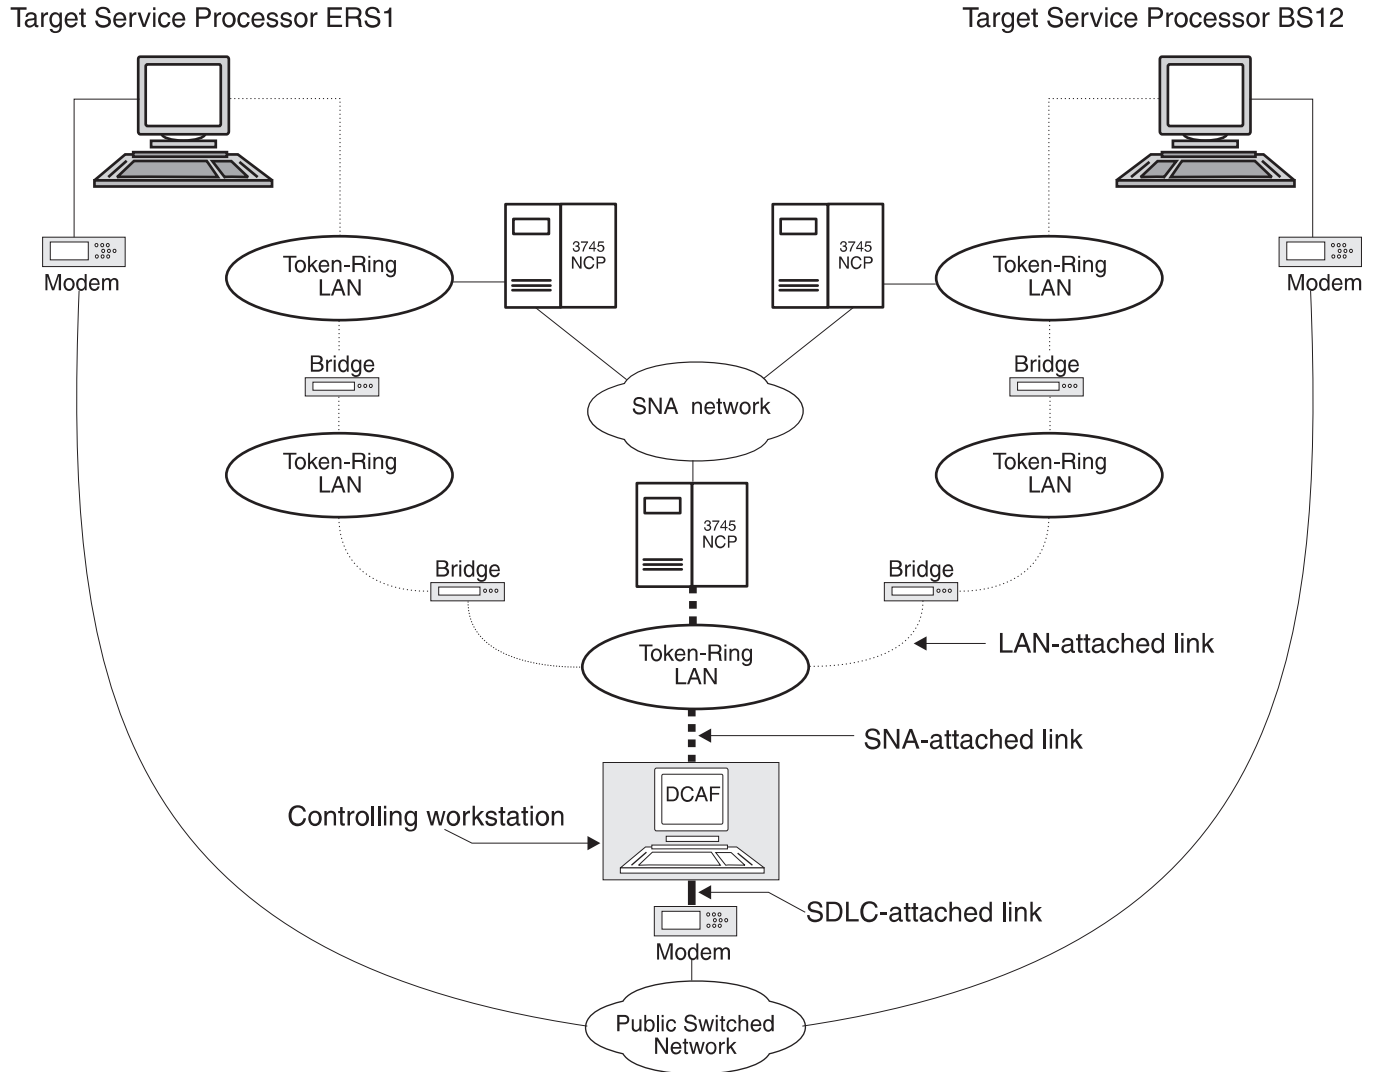 Target Service Processor ERS1
Target Service Processor BS12
Modem
Token-Ring
LAN
3745
NCP
3745
NCP
Token-Ring
LAN
Modem
Bridge
SNA network
Bridge
Token-Ring
LAN
Token-Ring
LAN
3745
NCP
Bridge
Bridge
Token-Ring
LAN
LAN-attached link
SNA-attached link
DCAF
Controlling workstation
SDLC-attached link
Modem
Public Switched
Network